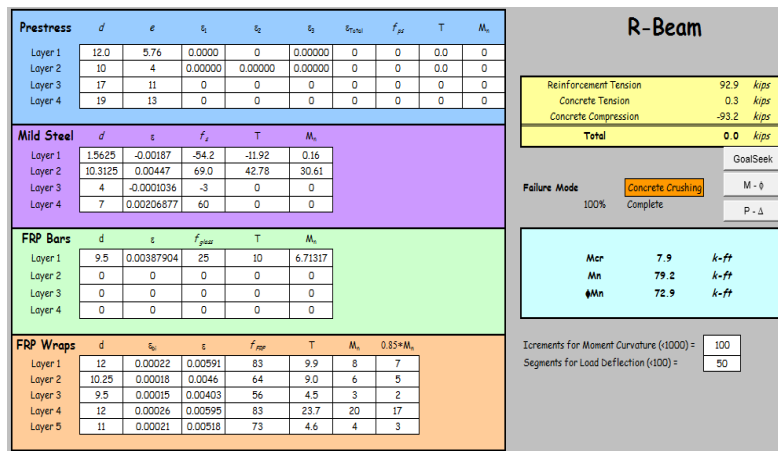 Prestress d e ε1 ε2 ε3 εTotal fps T Mn
Layer 1 12.0 5.76 0.0000 0 0.00000 0 0 0.0 0
Layer 2 10 4 0.00000 0.00000 0.00000 0 0 0.0 0
Layer 3 17 11 0 0 0 0 0 0 0
Layer 4 19 13 0 0 0 0 0 0 0
Mild Steel d ε fs T Mn
Layer 1 1.5625 -0.00187 -54.2 -11.92 0.16
Layer 2 10.3125 0.00447 69.0 42.78 30.61
Layer 3 4 -0.0001036 -3 0 0
Layer 4 7 0.00206877 60 0 0
FRP Bars d ε fglass T Mn
Layer 1 9.5 0.00387904 25 10 6.71317
Layer 2 0 0 0 0 0
Layer 3 0 0 0 0 0
Layer 4 0 0 0 0 0
FRP Wraps d εbi ε fFRP T Mn 0.85*Mn
Layer 1 12 0.00022 0.00591 83 9.9 8 7
Layer 2 10.25 0.00018 0.0046 64 9.0 6 5
Layer 3 9.5 0.00015 0.00403 56 4.5 3 2
Layer 4 12 0.00026 0.00595 83 23.7 20 17
Layer 5 11 0.00021 0.00518 73 4.6 4 3
R-Beam
Reinforcement Tension 92.9 kips
Concrete Tension 0.3 kips
Concrete Compression -93.2 kips
Total 0.0 kips
GoalSeek
Failure Mode Concrete Crushing M - ϕ
100% Complete
P - Δ
Mcr 7.9 k-ft
Mn 79.2 k-ft
ϕMn 72.9 k-ft
Icrements for Moment Curvature (<1000) = 100
Segments for Load Deflection (<100) = 50